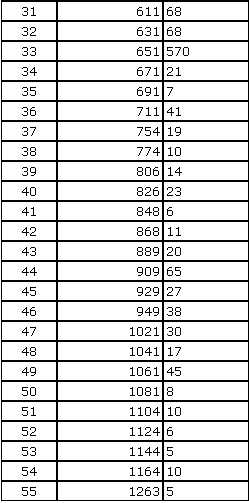 31 611 68
32 631 68
33 651 570
34 671 21
35 691 7
36 711 41
37 754 19
38 774 10
39 806 14
40 826 23
41 848 6
42 868 11
43 889 20
44 909 65
45 929 27
46 949 38
47 1021 30
48 1041 17
49 1061 45
50 1081 8
51 1104 10
52 1124 6
53 1144 5
54 1164 10
55 1263 5